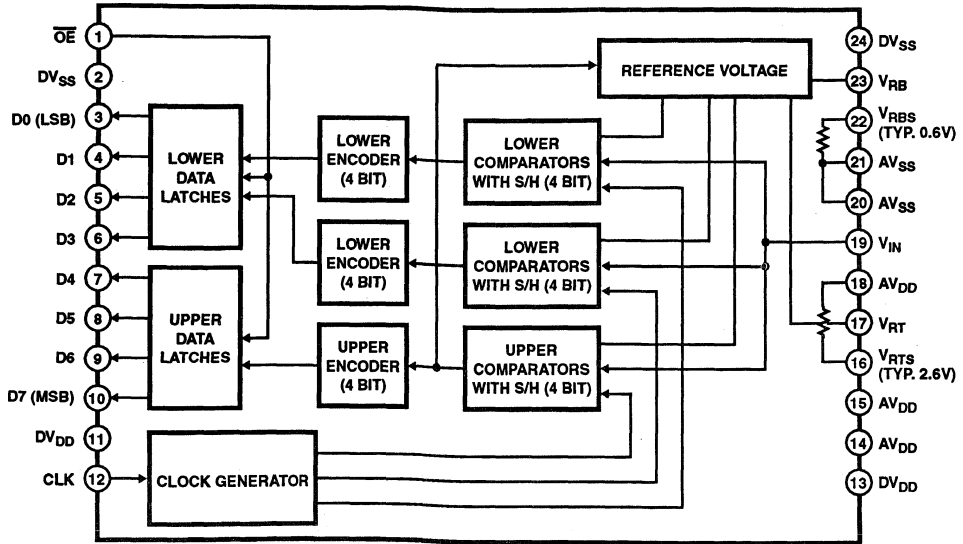 OE
1
DVSS
2
D0 (LSB)
3
D1
4
D2
5
D3
6
D4
7
D5
8
D6
9
D7 (MSB)
10
DVDD
11
CLK
12
LOWER
DATA
LATCHES
UPPER
DATA
LATCHES
CLOCK GENERATOR
LOWER
ENCODER
(4 BIT)
LOWER
ENCODER
(4 BIT)
UPPER
ENCODER
(4 BIT)
REFERENCE VOLTAGE
LOWER
COMPARATORS
WITH S/H (4 BIT)
LOWER
COMPARATORS
WITH S/H (4 BIT)
UPPER
COMPARATORS
WITH S/H (4 BIT)
24
DVSS
23
VRB
22
VRBS
(TYP. 0.6V)
21
AVSS
20
AVSS
19
VIN
18
AVDD
17
VRT
16
VRTS
(TYP. 2.6V)
15
AVDD
14
AVDD
13
DVDD